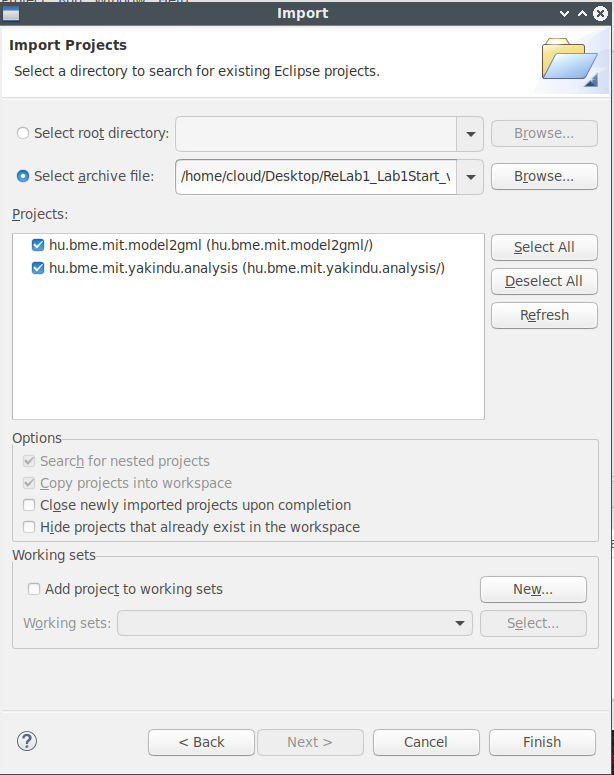 Import
Import Projects
Select a directory to search for existing Eclipse projects.
Select root directory:
Browse...
Select archive file:
/home/cloud/Desktop/ReLab1_Lab1Start_v
Browse...
Projects:
hu.bme.mit.model2gml (hu.bme.mit.model2gml/)
hu.bme.mit.yakindu.analysis (hu.bme.mit.yakindu.analysis/)
Select All
Deselect All
Refresh
Options
Search for nested projects
Copy projects into workspace
Close newly imported projects upon completion
Hide projects that already exist in the workspace
Working sets
Add project to working sets
New...
Working sets:
Select...
?
< Back
Next >
Cancel
Finish